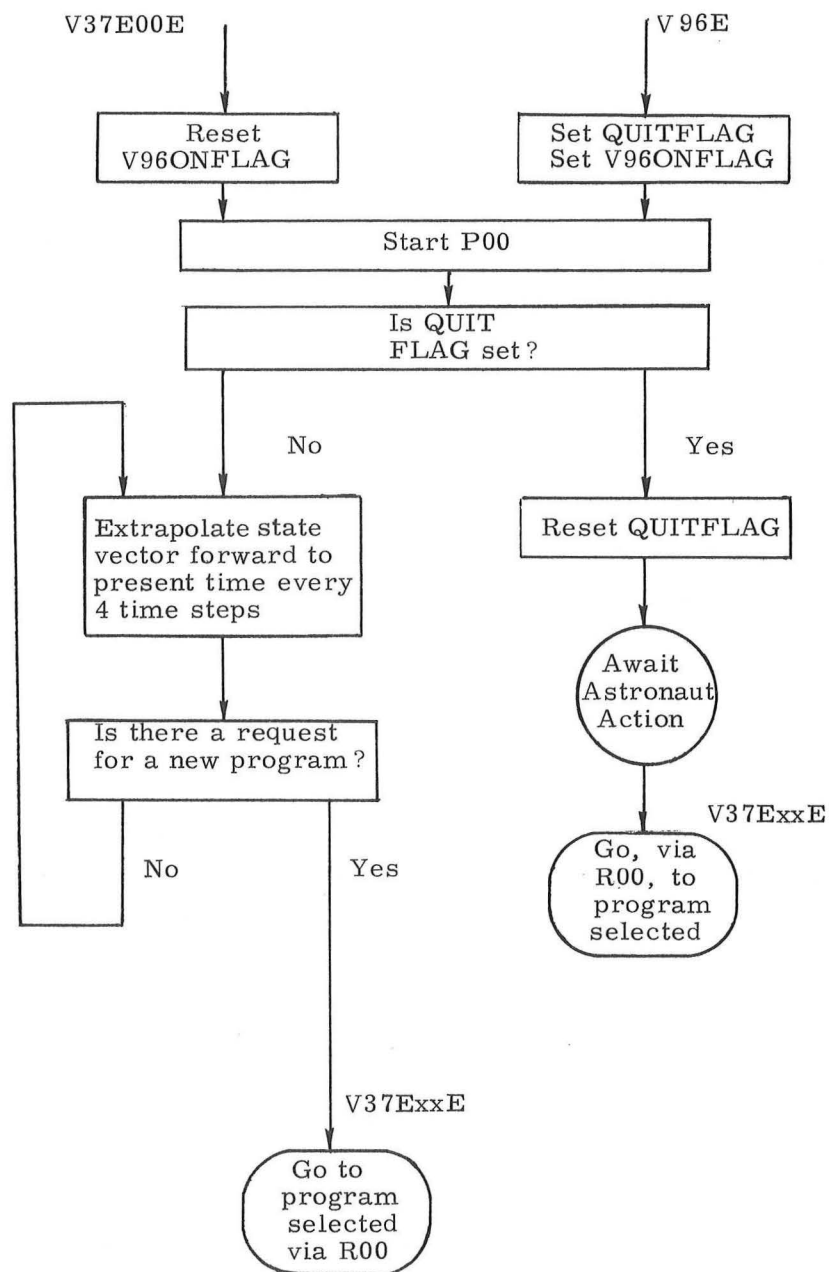 V37E00E
V 96E
Reset
V96ONFLAG
Set QUITFLAG
Set V96ONFLAG
Start P00
Is QUIT
FLAG set?
No
Yes
Extrapolate state
vector forward to
present time every
4 time steps
Reset QUITFLAG
Await
Astronaut
Action
Is there a request
for a new program?
V37ExxE
No
Yes
Go, via
R00, to
program
selected
V37ExxE
Go to
program
selected
via R00